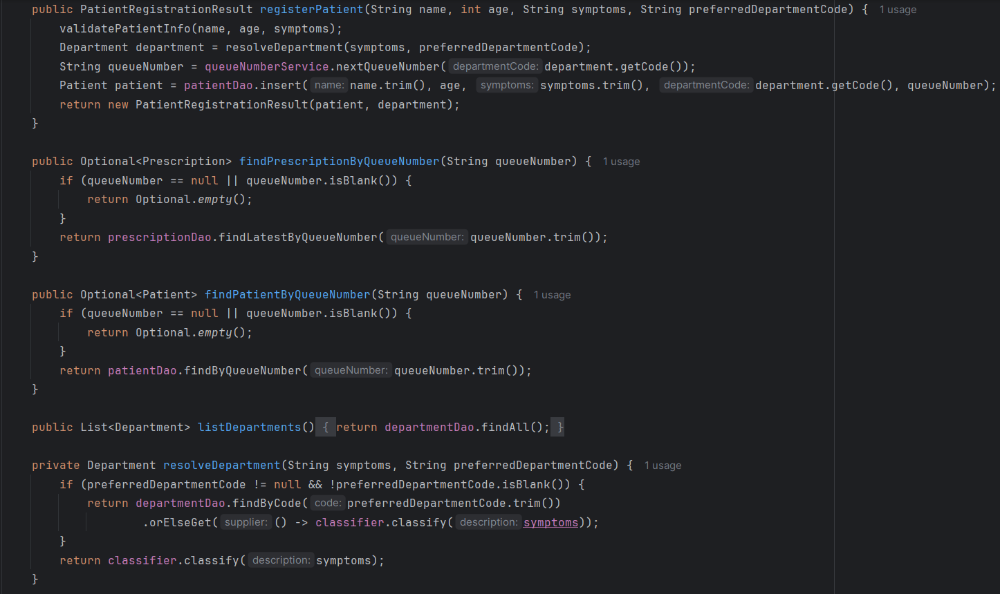 public PatientRegistrationResult registerPatient(String name, int age, String symptoms, String preferredDepartmentCode) { 1 usage
    validatePatientInfo(name, age, symptoms);
    Department department = resolveDepartment(symptoms, preferredDepartmentCode);
    String queueNumber = queueNumberService.nextQueueNumber( departmentCode: department.getCode());
    Patient patient = patientDao.insert( name: name.trim(), age, symptoms: symptoms.trim(), departmentCode: department.getCode(), queueNumber);
    return new PatientRegistrationResult(patient, department);
}

public Optional<Prescription> findPrescriptionByQueueNumber(String queueNumber) { 1 usage
    if (queueNumber == null || queueNumber.isBlank()) {
        return Optional.empty();
    }
    return prescriptionDao.findLatestByQueueNumber( queueNumber: queueNumber.trim());
}

public Optional<Patient> findPatientByQueueNumber(String queueNumber) { 1 usage
    if (queueNumber == null || queueNumber.isBlank()) {
        return Optional.empty();
    }
    return patientDao.findByQueueNumber( queueNumber: queueNumber.trim());
}

public List<Department> listDepartments() { return departmentDao.findAll(); }

private Department resolveDepartment(String symptoms, String preferredDepartmentCode) { 1 usage
    if (preferredDepartmentCode != null && !preferredDepartmentCode.isBlank()) {
        return departmentDao.findByCode( code: preferredDepartmentCode.trim())
                .orElseGet( supplier: () -> classifier.classify( description: symptoms));
    }
    return classifier.classify( description: symptoms);
}